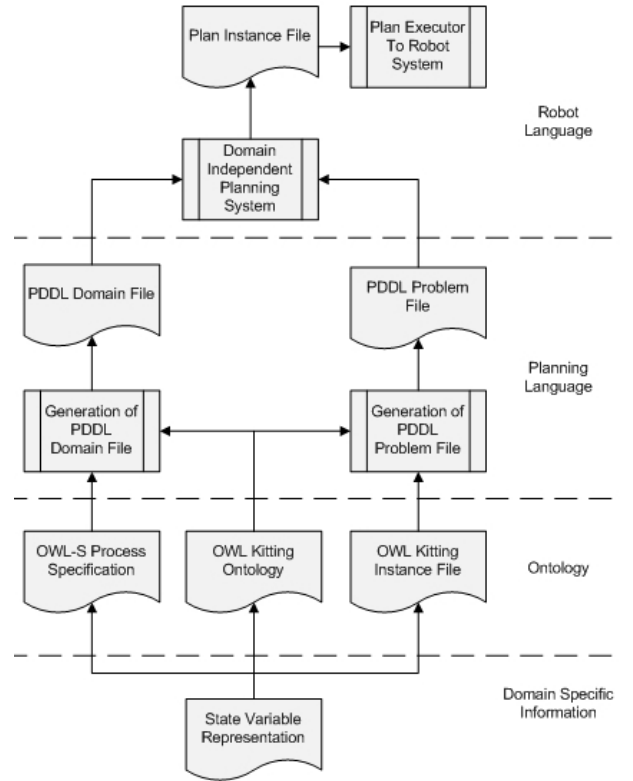 Plan Instance File
Plan Executor
To Robot
System
Robot
Language
Domain
Independent
Planning
System
PDDL Domain File
PDDL Problem
File
Planning
Language
Generation of
PDDL
Domain File
Generation of
PDDL
Problem File
OWL-S Process
Specification
OWL Kitting
Ontology
OWL Kitting
Instance File
Ontology
State Variable
Representation
Domain Specific
Information